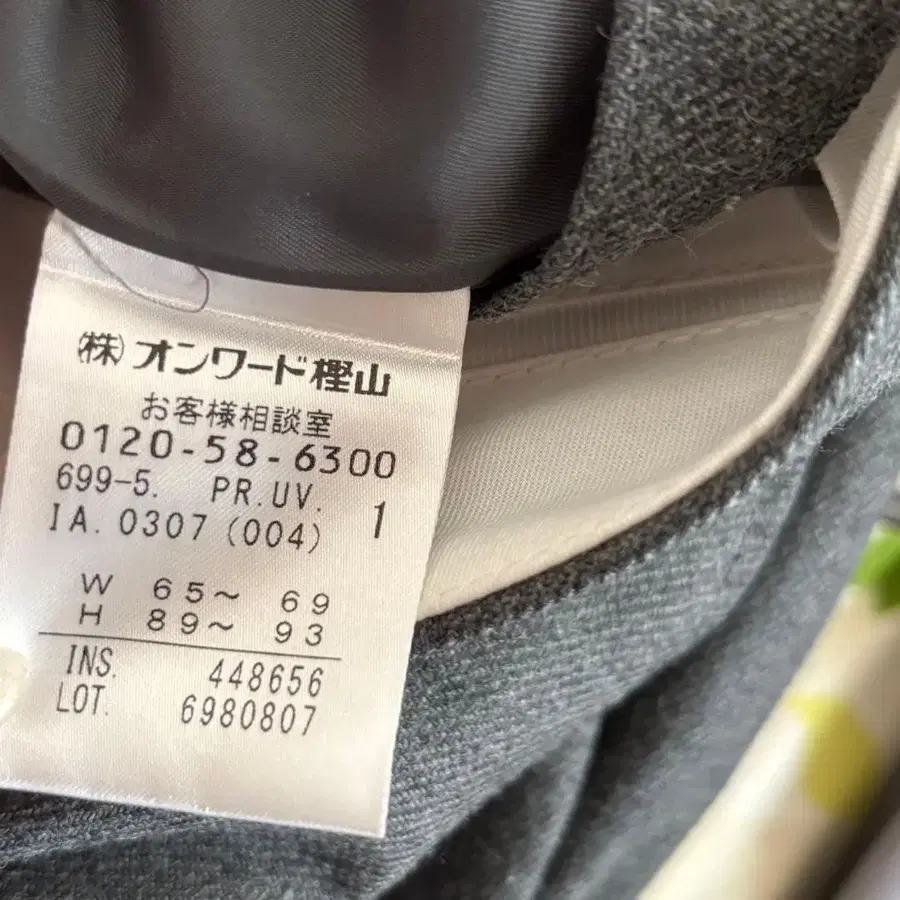 ㈱オンワード樫山
お客様相談室
0120-58-6300
699-5. PR.UV. 1
IA.0307(004)
W 65〜 69
H 89〜 93
INS. 448656
LOT. 6980807